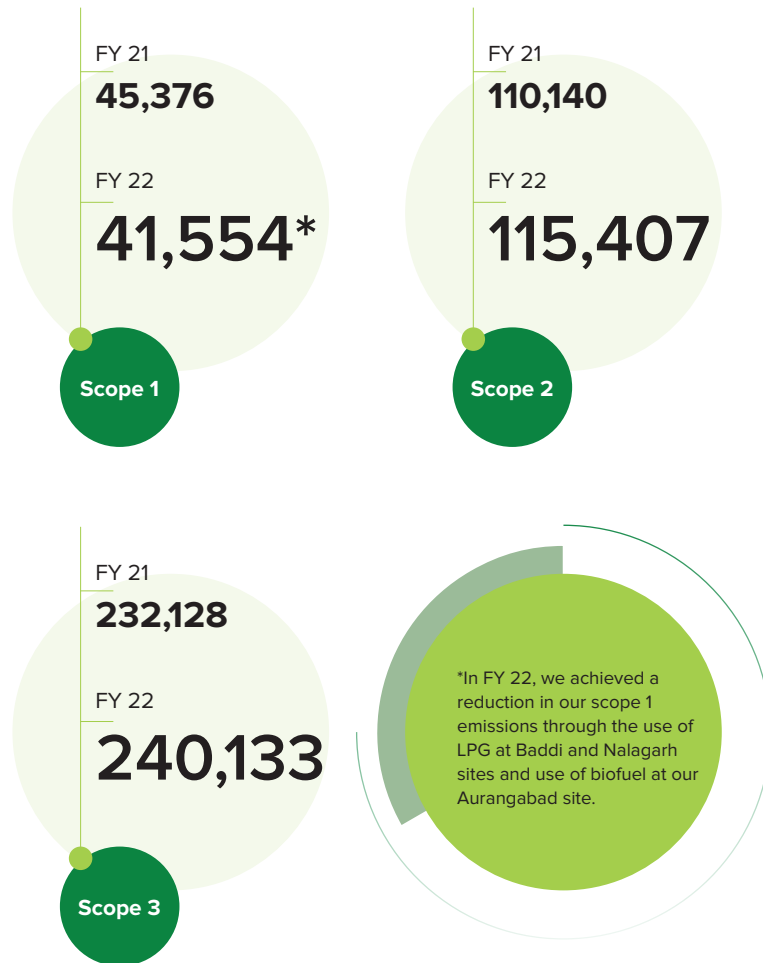 FY 21
45,376
FY 22
41,554*
Scope 1
FY 21
110,140
FY 22
115,407
Scope 2
FY 21
232,128
FY 22
240,133
Scope 3
*In FY 22, we achieved a
reduction in our scope 1
emissions through the use of
LPG at Baddi and Nalagarh
sites and use of biofuel at our
Aurangabad site.